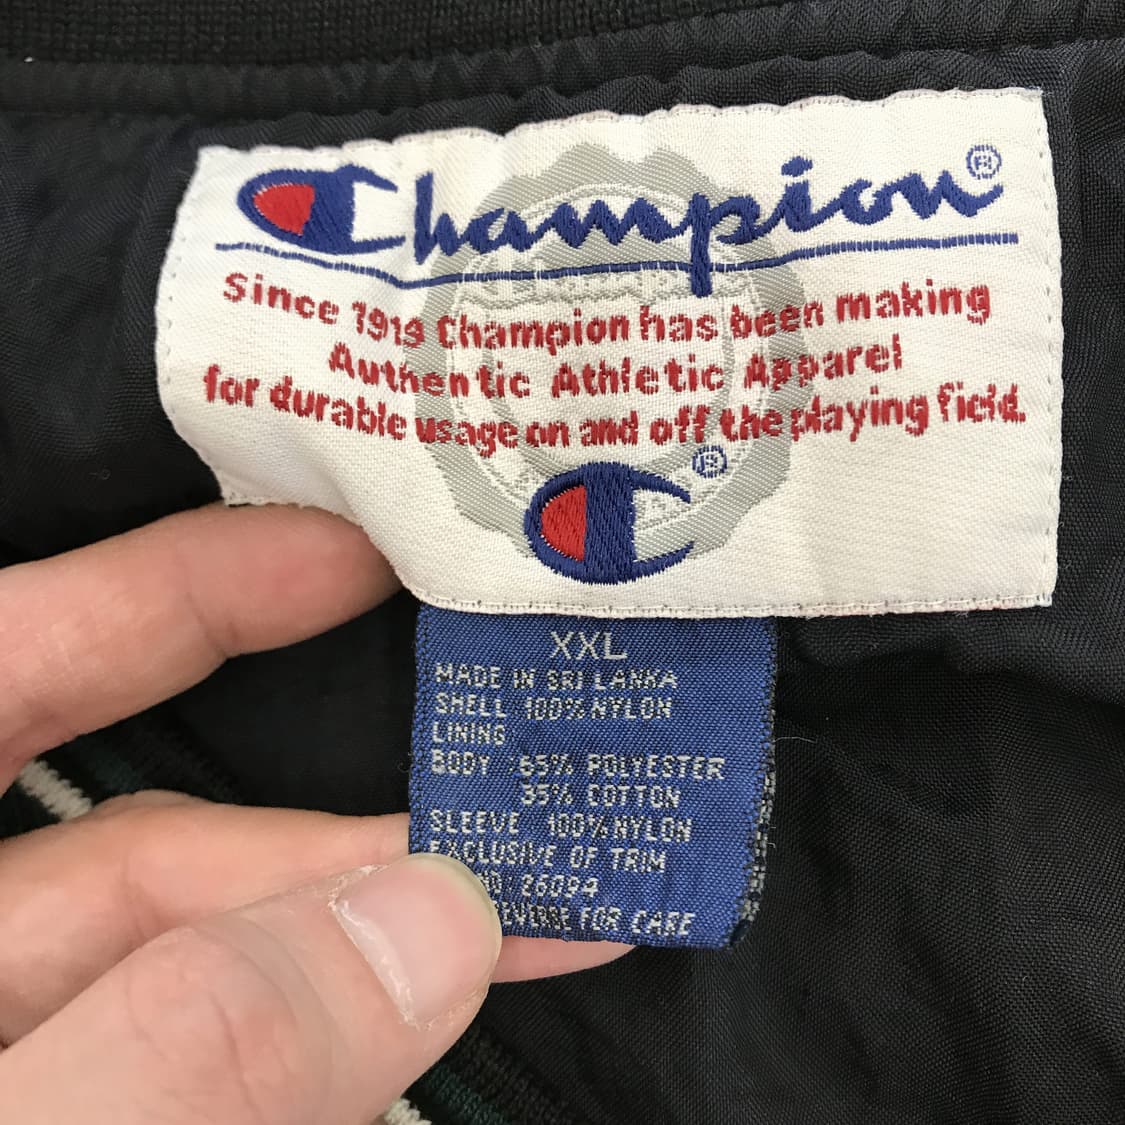 Champion®
Since 1919 Champion has been making
Authentic Athletic Apparel
for durable usage on and off the playing field.
®
XXL
MADE IN SRI LANKA
SHELL 100% NYLON
LINING
BODY 65% POLYESTER
35% COTTON
SLEEVE 100% NYLON
EXCLUSIVE OF TRIM
26094
FOR CARE